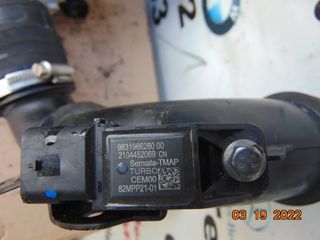 9831966280 00
2104452069 CN
Sensata-TMAP
TURBO
CEM00
82MPP21-01
03 19 2022